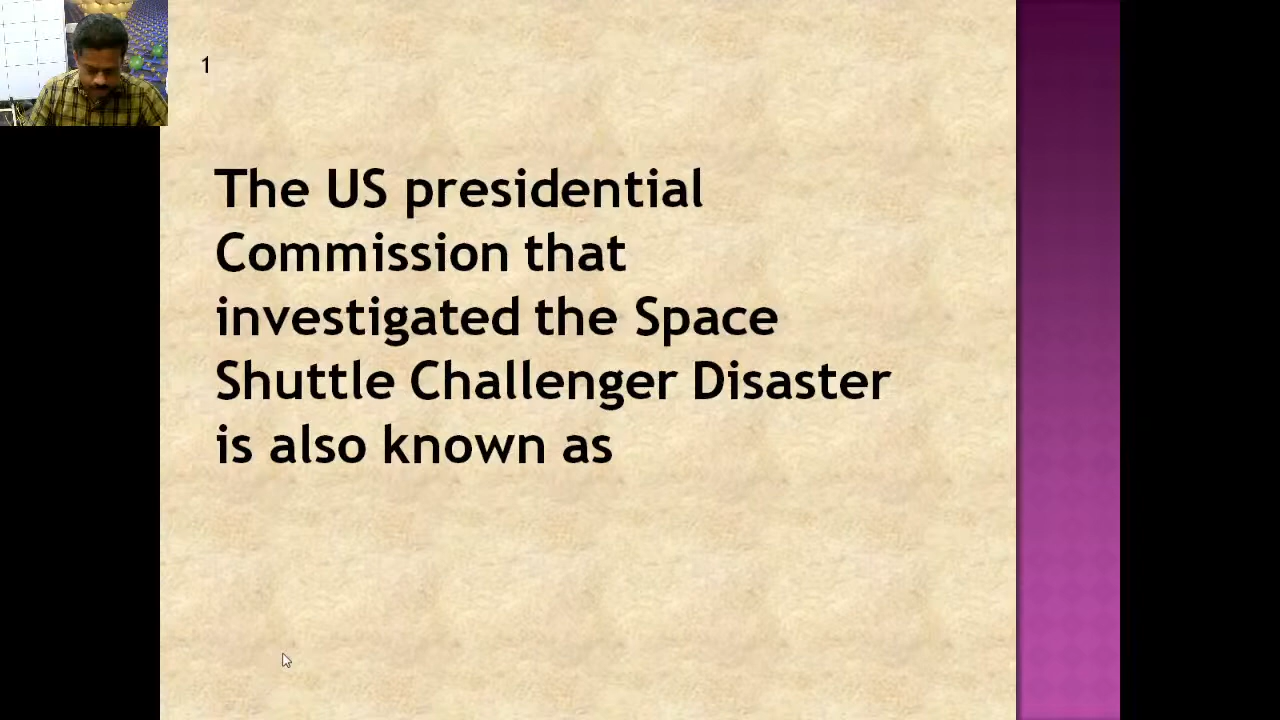 1
The US presidential
Commission that
investigated the Space
Shuttle Challenger Disaster
is also known as